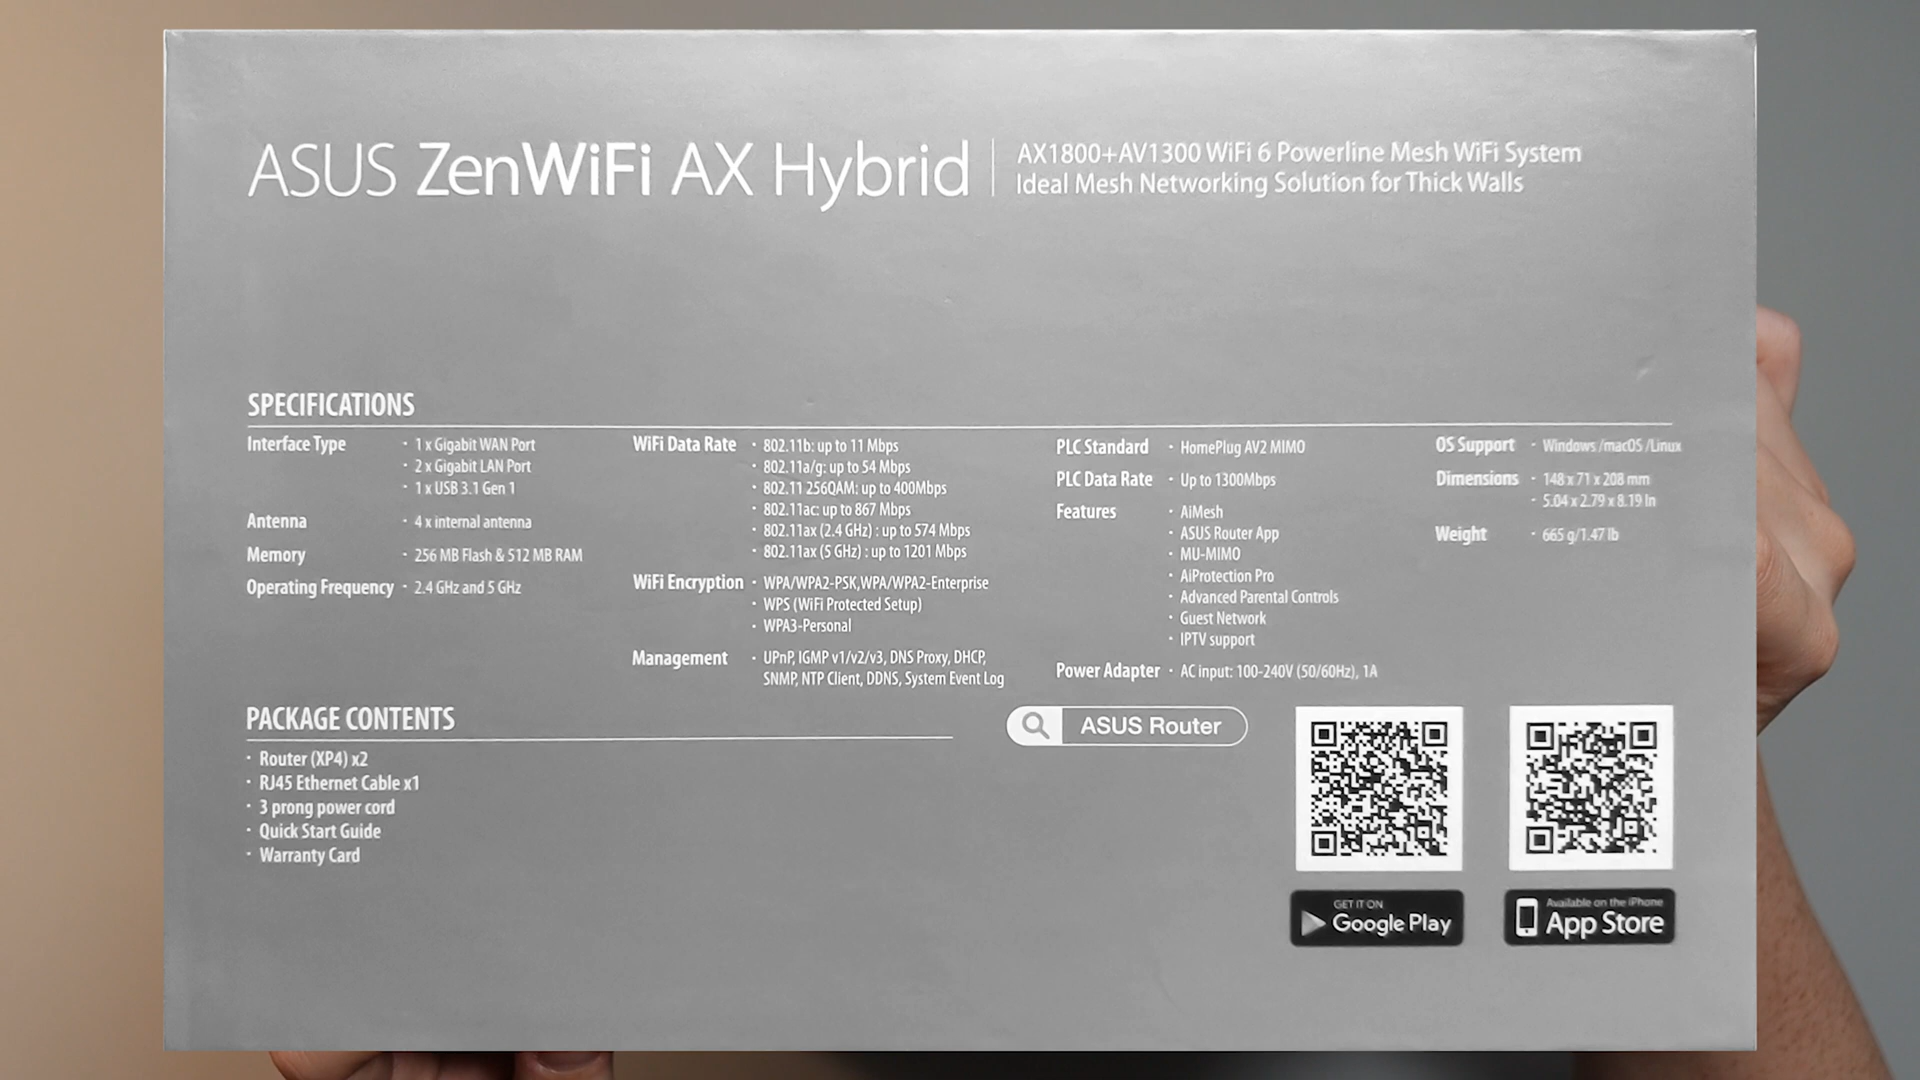 ASUS ZenWiFi AX Hybrid
AX1800+AV1300 WiFi 6 Powerline Mesh WiFi System
Ideal Mesh Networking Solution for Thick Walls
SPECIFICATIONS
Interface Type · 1 x Gigabit WAN Port
· 2 x Gigabit LAN Port
· 1 x USB 3.1 Gen 1
Antenna · 4 x internal antenna
Memory · 256 MB Flash & 512 MB RAM
Operating Frequency · 2.4 GHz and 5 GHz
WiFi Data Rate · 802.11b: up to 11 Mbps
· 802.11a/g: up to 54 Mbps
· 802.11 256QAM: up to 400Mbps
· 802.11ac: up to 867 Mbps
· 802.11ax (2.4 GHz) : up to 574 Mbps
· 802.11ax (5 GHz) : up to 1201 Mbps
WiFi Encryption · WPA/WPA2-PSK,WPA/WPA2-Enterprise
· WPS (WiFi Protected Setup)
· WPA3-Personal
Management · UPnP, IGMP v1/v2/v3, DNS Proxy, DHCP,
SNMP, NTP Client, DDNS, System Event Log
PLC Standard · HomePlug AV2 MIMO
PLC Data Rate · Up to 1300Mbps
Features · AiMesh
· ASUS Router App
· MU-MIMO
· AiProtection Pro
· Advanced Parental Controls
· Guest Network
· IPTV support
Power Adapter · AC input: 100-240V (50/60Hz), 1A
OS Support · Windows /macOS /Linux
Dimensions · 148 x 71 x 208 mm
· 5.04 x 2.79 x 8.19 In
Weight · 665 g/1.47 lb
PACKAGE CONTENTS
· Router (XP4) x2
· RJ45 Ethernet Cable x1
· 3 prong power cord
· Quick Start Guide
· Warranty Card
ASUS Router
GET IT ON
Google Play
Available on the iPhone
App Store